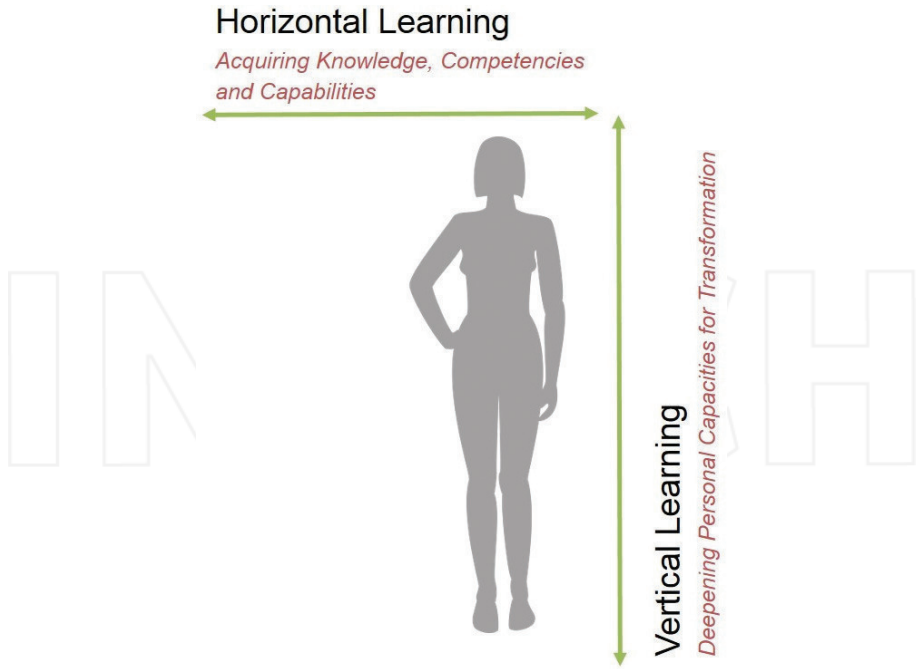 Horizontal Learning
Acquiring Knowledge, Competencies
and Capabilities
Vertical Learning
Deepening Personal Capacities for Transformation